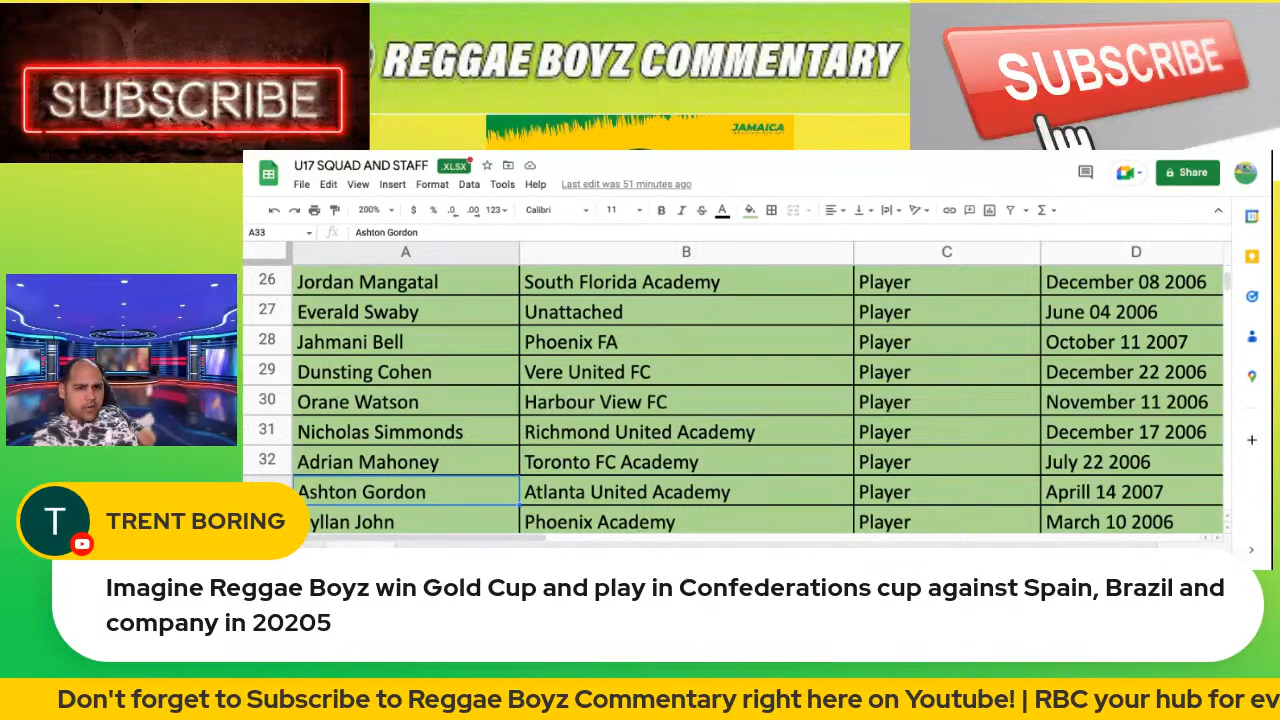 SUBSCRIBE
REGGAE BOYZ COMMENTARY
SUBSCRIBE
JAMAICA
U17 SQUAD AND STAFF .XLSX
File Edit View Insert Format Data Tools Help Last edit was 51 minutes ago
Share
200% $ % .0 .00 123 Calibri 11 B I S A
A33 fx Ashton Gordon
A B C D
26 Jordan Mangatal South Florida Academy Player December 08 2006
27 Everald Swaby Unattached Player June 04 2006
28 Jahmani Bell Phoenix FA Player October 11 2007
29 Dunsting Cohen Vere United FC Player December 22 2006
30 Orane Watson Harbour View FC Player November 11 2006
31 Nicholas Simmonds Richmond United Academy Player December 17 2006
32 Adrian Mahoney Toronto FC Academy Player July 22 2006
Ashton Gordon Atlanta United Academy Player Aprill 14 2007
yllan John Phoenix Academy Player March 10 2006
T TRENT BORING
Imagine Reggae Boyz win Gold Cup and play in Confederations cup against Spain, Brazil and
company in 20205
Don't forget to Subscribe to Reggae Boyz Commentary right here on Youtube! | RBC your hub for ev